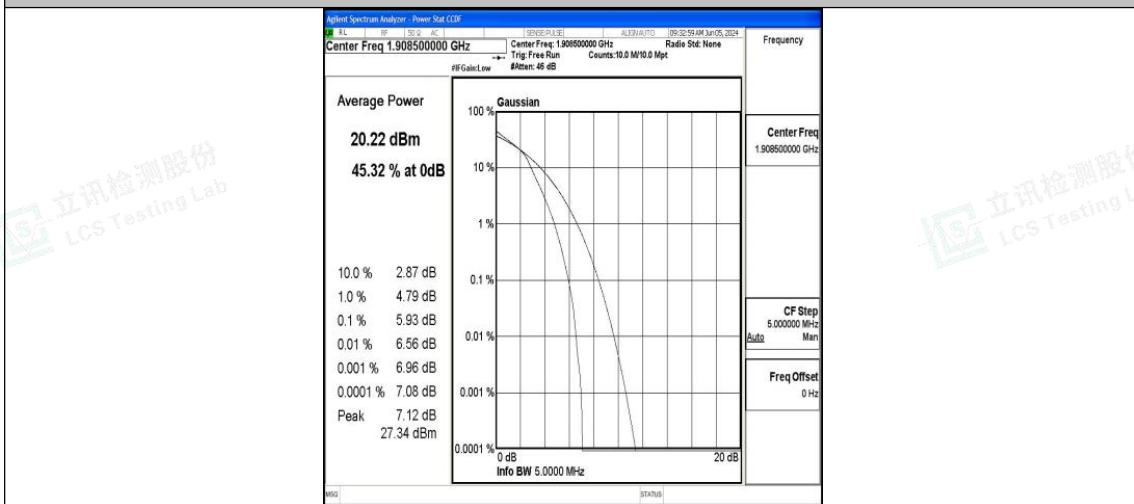 Agilent Spectrum Analyzer - Power Stat CCDF
RL RF 50 Ω AC SENSE:PULSE ALIGN AUTO 09:32:59 AM Jun 05, 2024
Center Freq 1.908500000 GHz
Center Freq: 1.908500000 GHz Radio Std: None
Trig: Free Run Counts:10.0 M/10.0 Mpt
#IFGain:Low #Atten: 46 dB
Frequency
Average Power
20.22 dBm
45.32 % at 0dB
10.0 % 2.87 dB
1.0 % 4.79 dB
0.1 % 5.93 dB
0.01 % 6.56 dB
0.001 % 6.96 dB
0.0001 % 7.08 dB
Peak 7.12 dB
27.34 dBm
Gaussian
100 %
10 %
1 %
0.1 %
0.01 %
0.001 %
0.0001 %
0 dB 20 dB
Info BW 5.0000 MHz
Center Freq
1.908500000 GHz
CF Step
5.000000 MHz
Auto Man
Freq Offset
0 Hz
MSG STATUS
立讯检测股份
LCS Testing Lab
立讯检测股份
LCS Testing L